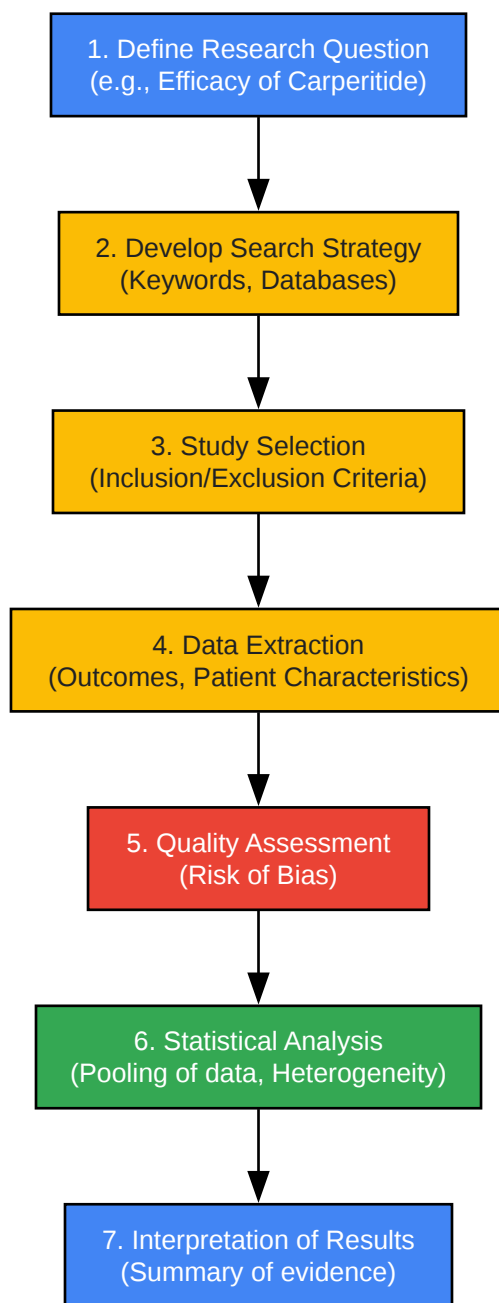 1. Define Research Question
(e.g., Efficacy of Carperitide)
2. Develop Search Strategy
(Keywords, Databases)
3. Study Selection
(Inclusion/Exclusion Criteria)
4. Data Extraction
(Outcomes, Patient Characteristics)
5. Quality Assessment
(Risk of Bias)
6. Statistical Analysis
(Pooling of data, Heterogeneity)
7. Interpretation of Results
(Summary of evidence)